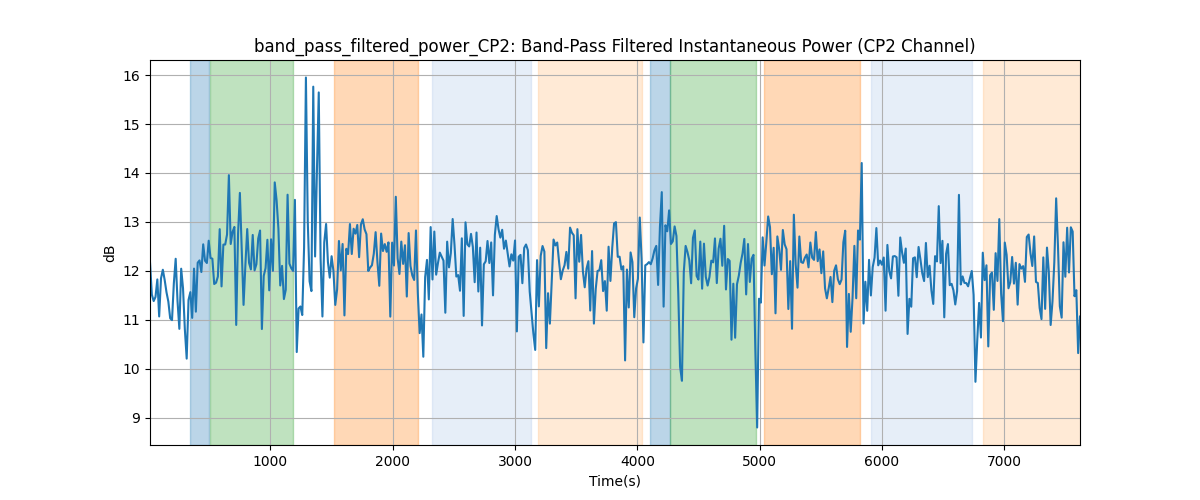 band_pass_filtered_power_CP2: Band-Pass Filtered Instantaneous Power (CP2 Channel)
16
15
14
13
12
11
10
9
dB
1000 2000 3000 4000 5000 6000 7000
Time(s)